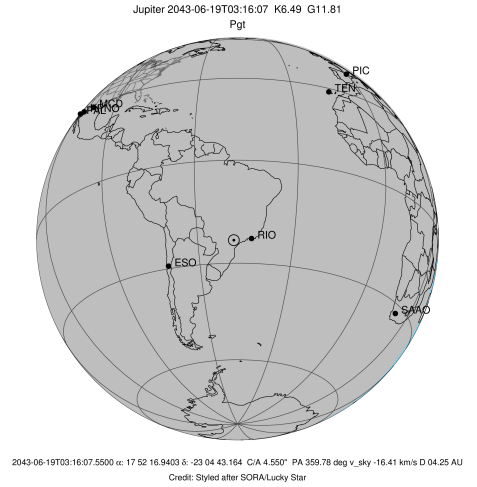 Jupiter 2043-06-19T03:16:07 K6.49 G11.81
Pgt
PIC
TEN
MCD
RIO
ESO
SAAO
2043-06-19T03:16:07.5500 α: 17 52 16.9403 δ: -23 04 43.164 C/A 4.550" PA 359.78 deg v_sky -16.41 km/s D 04.25 AU
Credit: Styled after SORA/Lucky Star